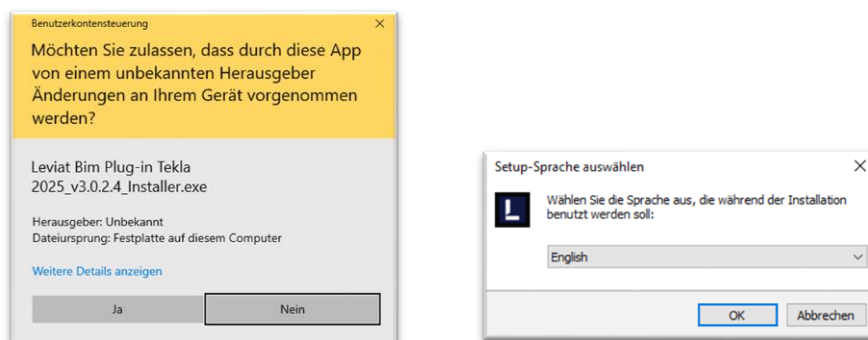 Benutzerkontensteuerung
Möchten Sie zulassen, dass durch diese App
von einem unbekannten Herausgeber
Änderungen an Ihrem Gerät vorgenommen
werden?
Leviat Bim Plug-in Tekla
2025_v3.0.2.4_Installer.exe
Herausgeber: Unbekannt
Dateiursprung: Festplatte auf diesem Computer
Weitere Details anzeigen
Ja
Nein
Setup-Sprache auswählen
L
Wählen Sie die Sprache aus, die während der Installation
benutzt werden soll:
English
OK
Abbrechen